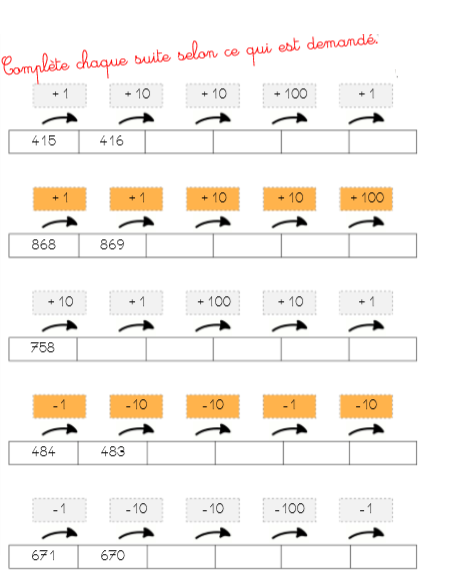 Complète chaque suite selon ce qui est demandé.
+ 1 + 10 + 10 + 100 + 1
415 416
+ 1 + 1 + 10 + 10 + 100
868 869
+ 10 + 1 + 100 + 10 + 1
758
- 1 - 10 - 10 - 1 - 10
484 483
- 1 - 10 - 10 - 100 - 1
671 670